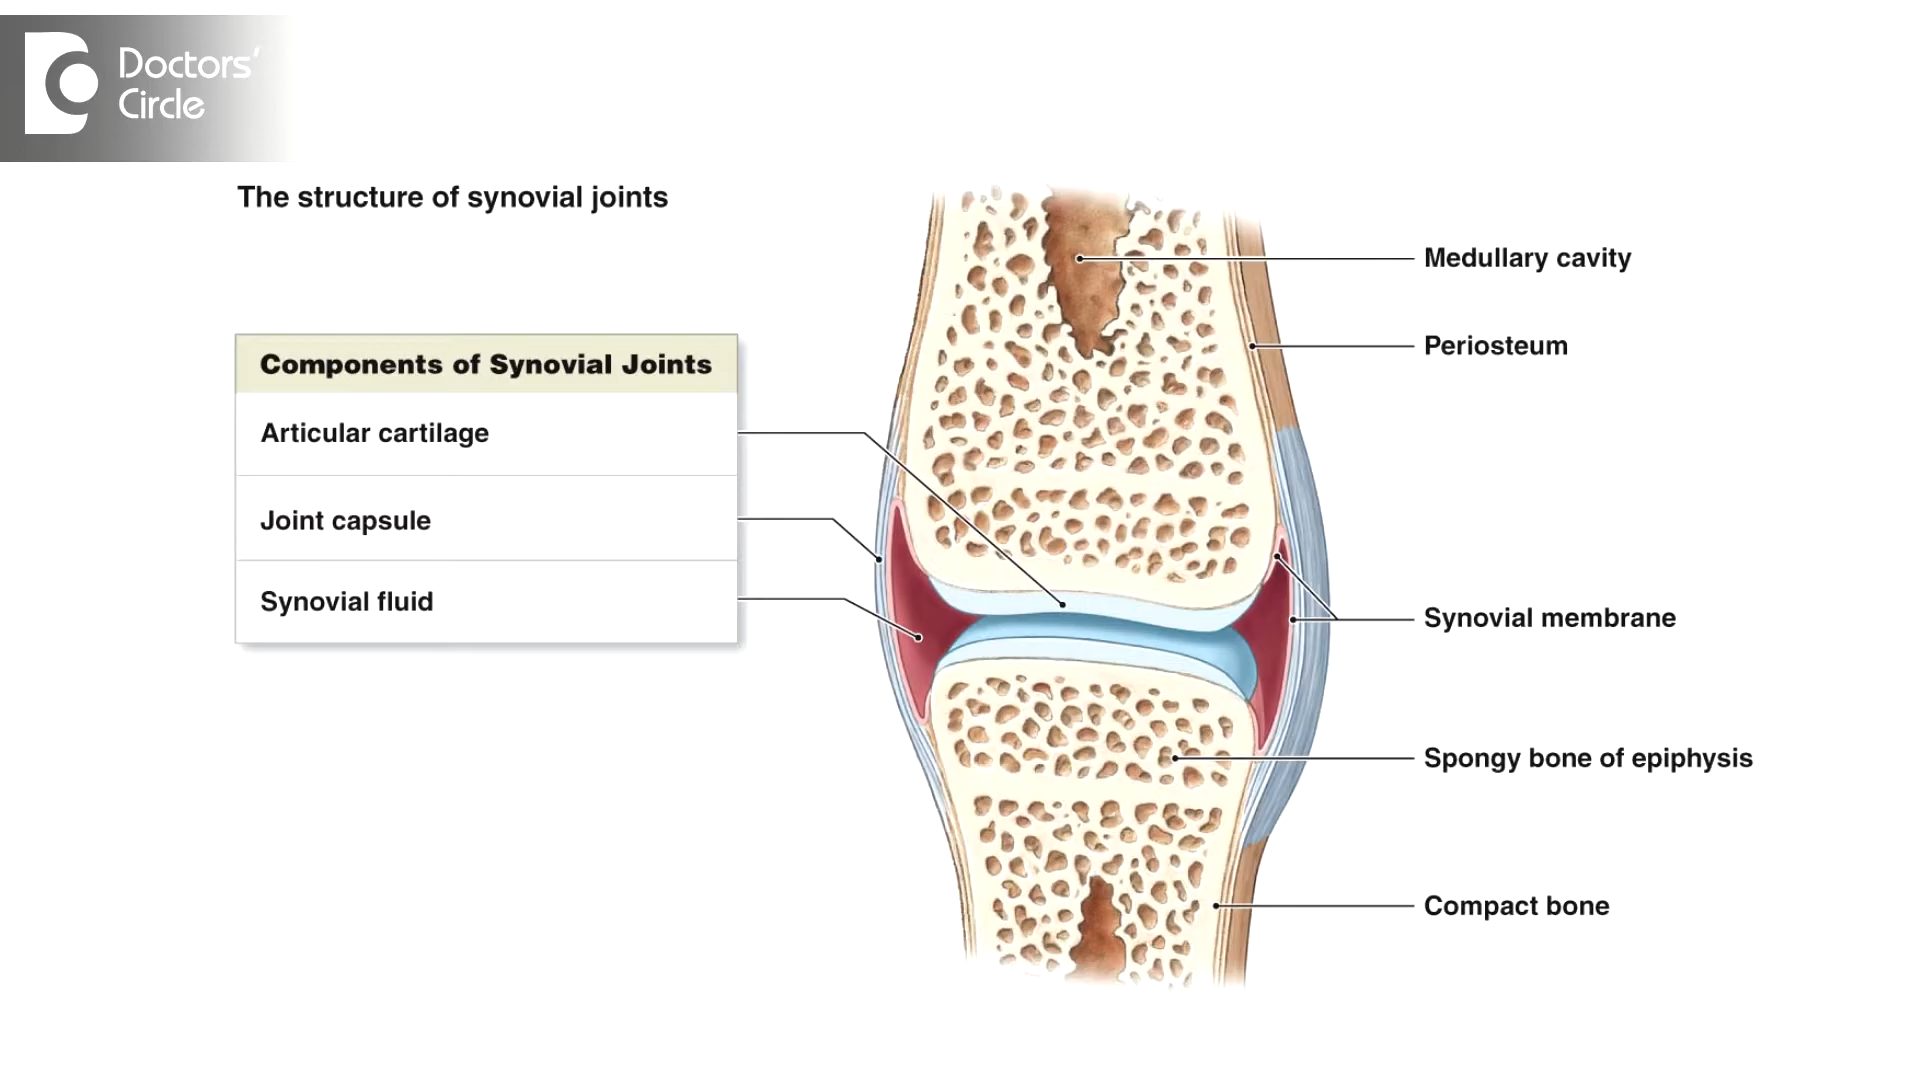 Doctors'
Circle
The structure of synovial joints
Components of Synovial Joints
Articular cartilage
Joint capsule
Synovial fluid
Medullary cavity
Periosteum
Synovial membrane
Spongy bone of epiphysis
Compact bone